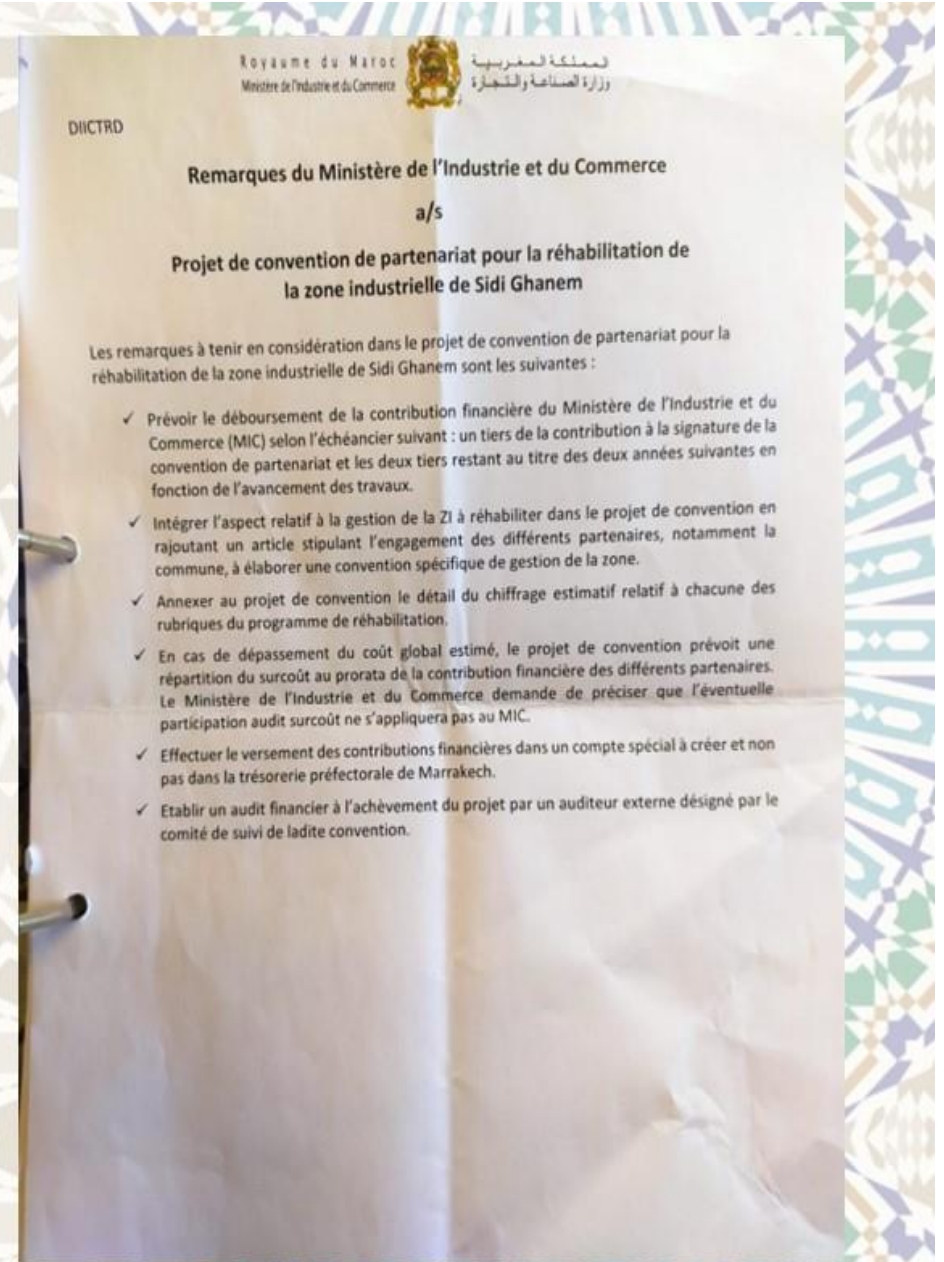 Royaume du Maroc
Ministère de l'Industrie et du Commerce
المملكة المغربية
وزارة الصناعة والتجارة
DIICTRD
Remarques du Ministère de l'Industrie et du Commerce
a/s
Projet de convention de partenariat pour la réhabilitation de
la zone industrielle de Sidi Ghanem
Les remarques à tenir en considération dans le projet de convention de partenariat pour la
réhabilitation de la zone industrielle de Sidi Ghanem sont les suivantes :
✓ Prévoir le déboursement de la contribution financière du Ministère de l'Industrie et du
Commerce (MIC) selon l'échéancier suivant : un tiers de la contribution à la signature de la
convention de partenariat et les deux tiers restant au titre des deux années suivantes en
fonction de l'avancement des travaux.
✓ Intégrer l'aspect relatif à la gestion de la ZI à réhabiliter dans le projet de convention en
rajoutant un article stipulant l'engagement des différents partenaires, notamment la
commune, à élaborer une convention spécifique de gestion de la zone.
✓ Annexer au projet de convention le détail du chiffrage estimatif relatif à chacune des
rubriques du programme de réhabilitation.
✓ En cas de dépassement du coût global estimé, le projet de convention prévoit une
répartition du surcoût au prorata de la contribution financière des différents partenaires.
Le Ministère de l'Industrie et du Commerce demande de préciser que l'éventuelle
participation audit surcoût ne s'appliquera pas au MIC.
✓ Effectuer le versement des contributions financières dans un compte spécial à créer et non
pas dans la trésorerie préfectorale de Marrakech.
✓ Etablir un audit financier à l'achèvement du projet par un auditeur externe désigné par le
comité de suivi de ladite convention.